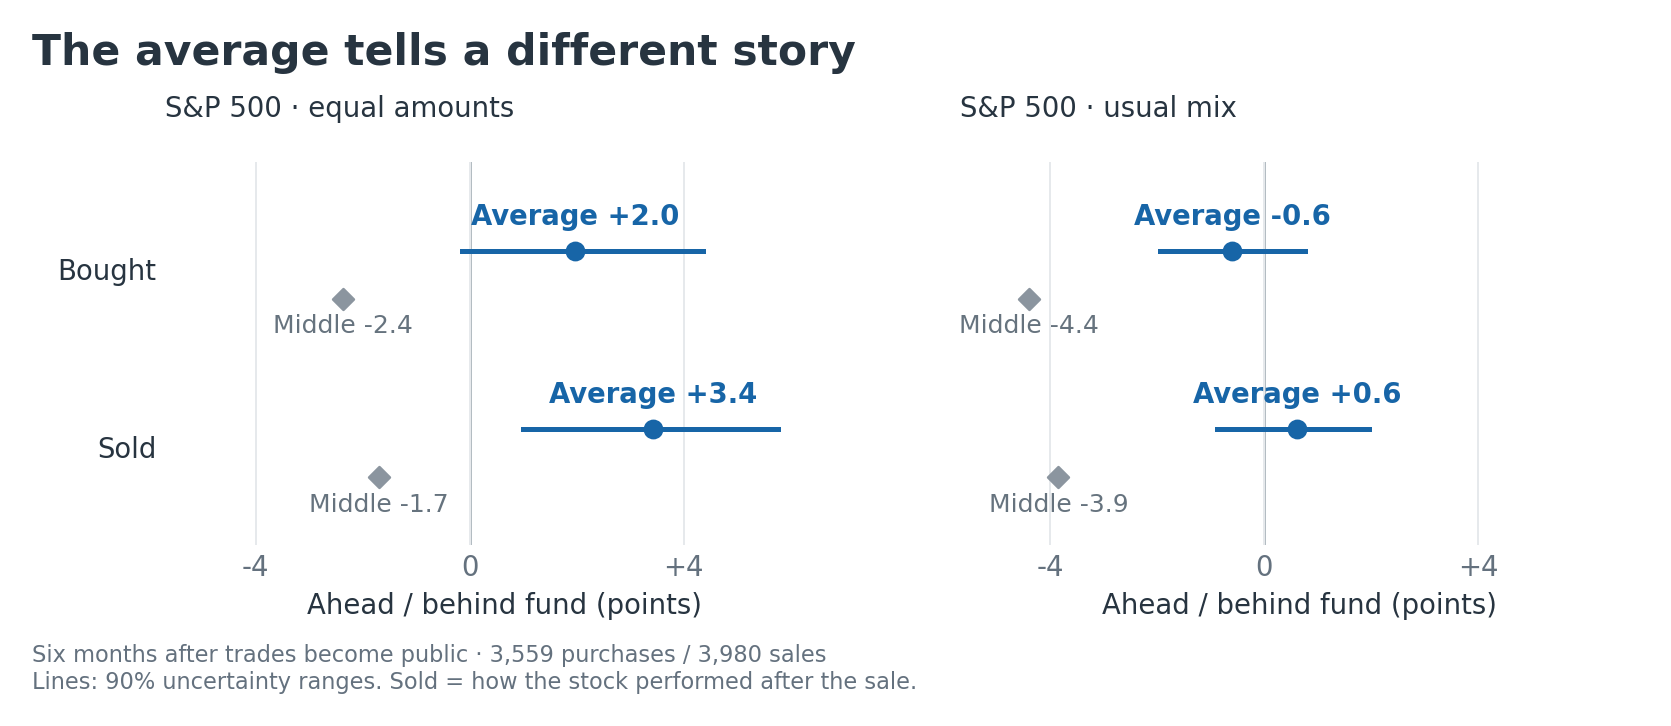 The average tells a different story
S&P 500 · equal amounts
S&P 500 · usual mix
Average +2.0
Average -0.6
Bought
Middle -2.4
Middle -4.4
Average +3.4
Average +0.6
Sold
Middle -1.7
Middle -3.9
-4 0 +4
-4 0 +4
Ahead / behind fund (points)
Ahead / behind fund (points)
Six months after trades become public · 3,559 purchases / 3,980 sales
Lines: 90% uncertainty ranges. Sold = how the stock performed after the sale.